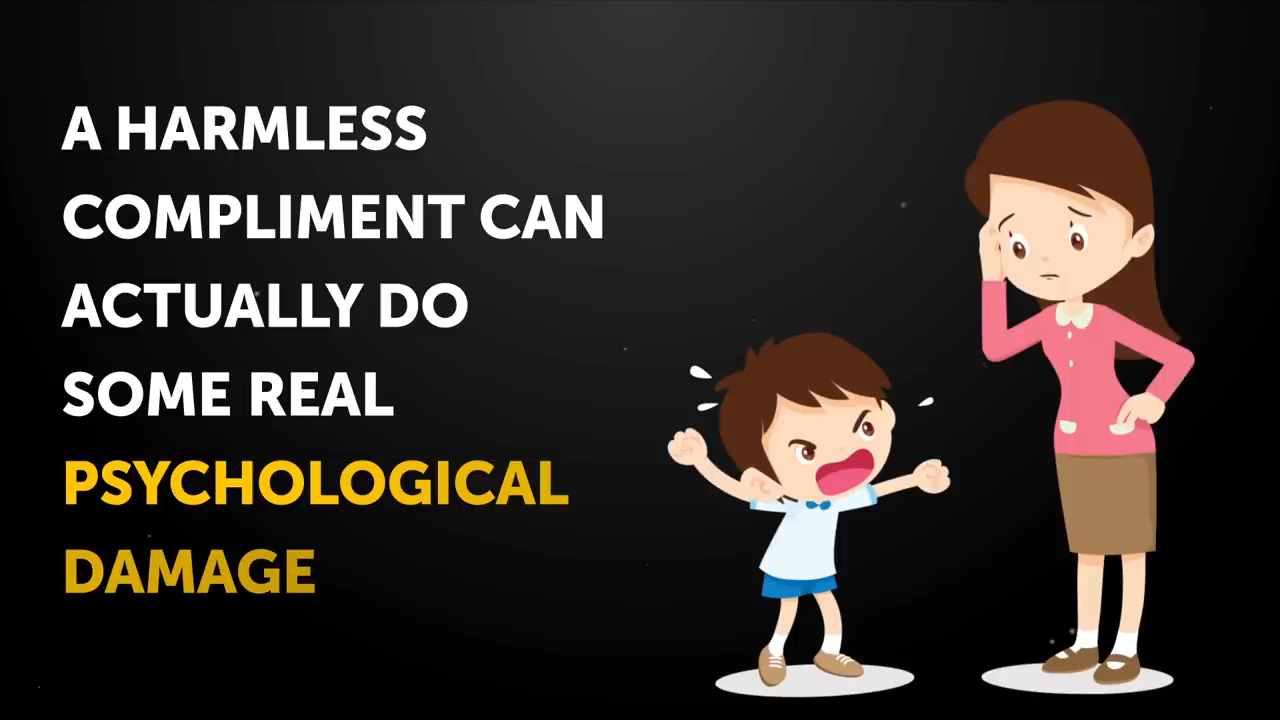 A HARMLESS
COMPLIMENT CAN
ACTUALLY DO
SOME REAL
PSYCHOLOGICAL
DAMAGE